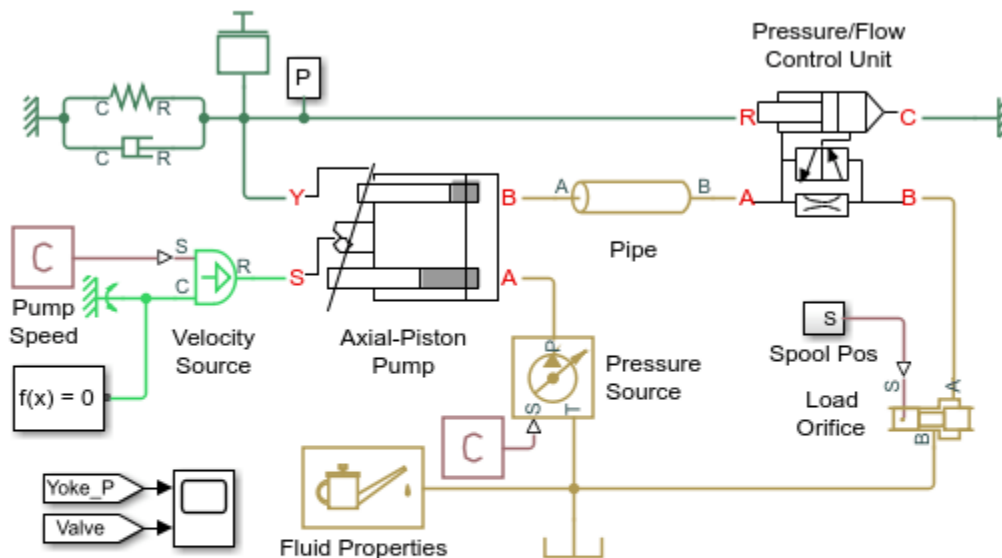 Pressure/Flow
Control Unit
P
C
R
C
R
R
C
Y
B
A
B
A
B
Pipe
C
S
R
C
S
A
Pump
Speed
Velocity
Source
Axial-Piston
Pump
S
Spool Pos
P
Pressure
Source
S
T
f(x) = 0
S
A
Load
Orifice
B
C
Yoke_P
Valve
Fluid Properties